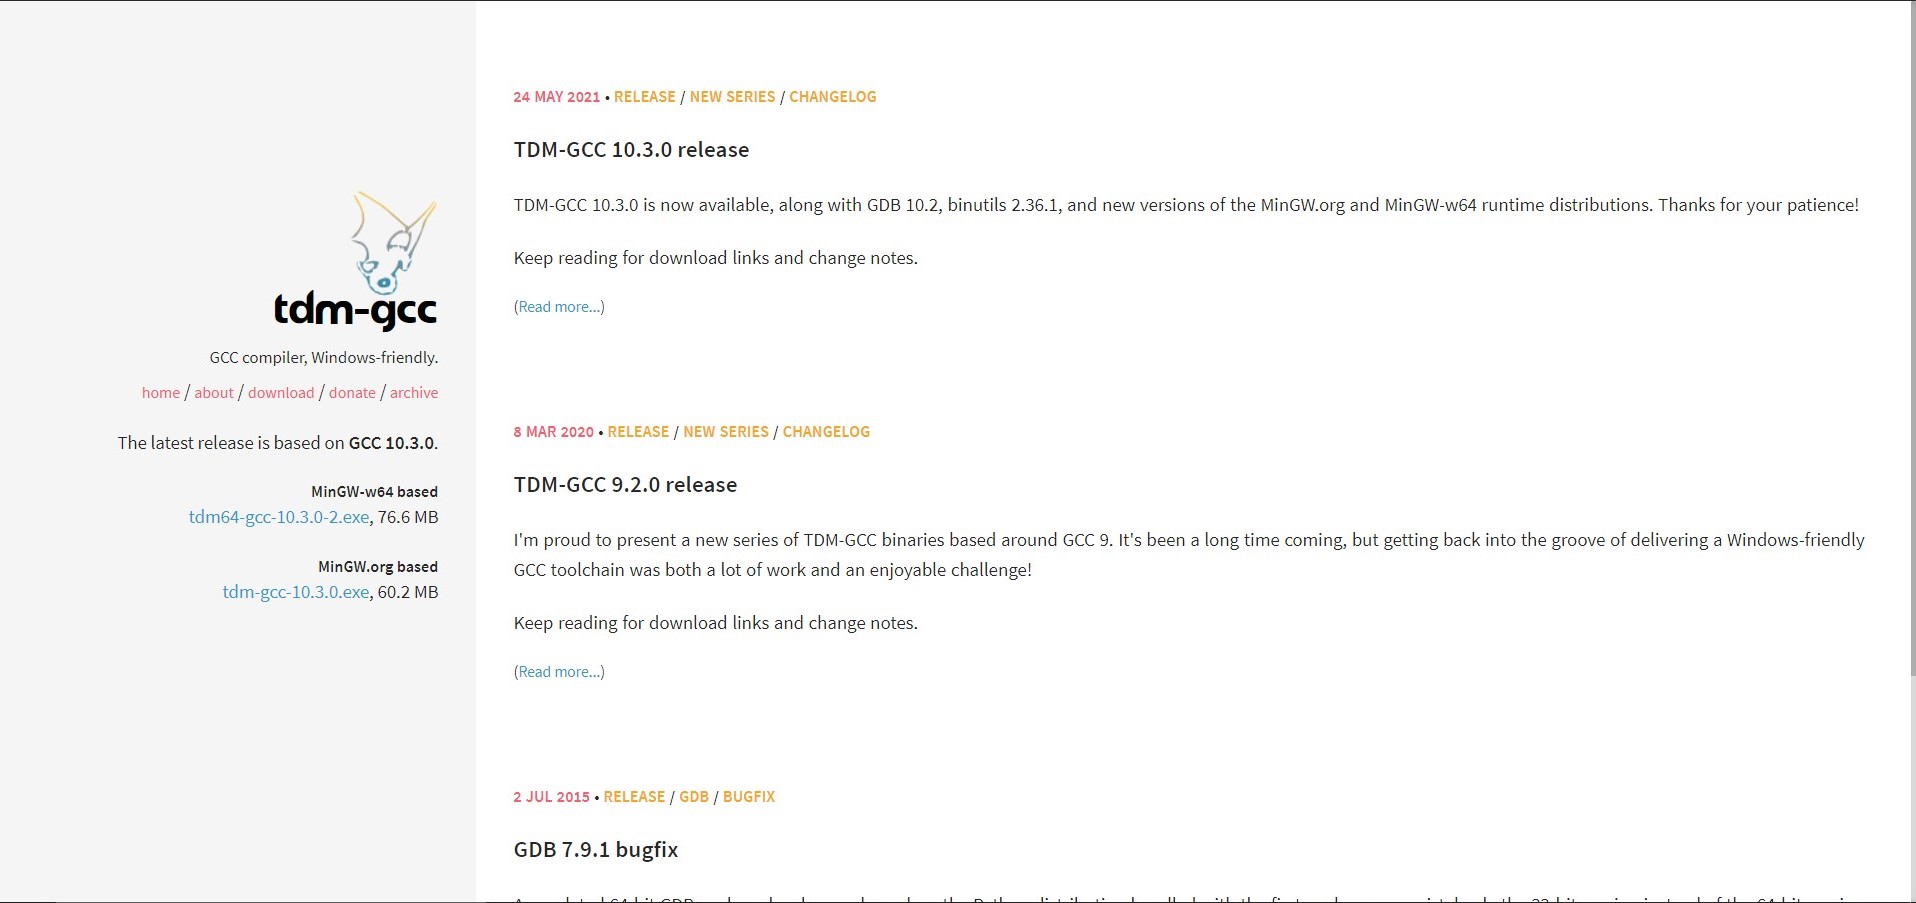 tdm-gcc
GCC compiler, Windows-friendly.
home / about / download / donate / archive
The latest release is based on GCC 10.3.0.
MinGW-w64 based
tdm64-gcc-10.3.0-2.exe, 76.6 MB
MinGW.org based
tdm-gcc-10.3.0.exe, 60.2 MB
24 MAY 2021 • RELEASE / NEW SERIES / CHANGELOG
TDM-GCC 10.3.0 release
TDM-GCC 10.3.0 is now available, along with GDB 10.2, binutils 2.36.1, and new versions of the MinGW.org and MinGW-w64 runtime distributions. Thanks for your patience!
Keep reading for download links and change notes.
(Read more...)
8 MAR 2020 • RELEASE / NEW SERIES / CHANGELOG
TDM-GCC 9.2.0 release
I'm proud to present a new series of TDM-GCC binaries based around GCC 9. It's been a long time coming, but getting back into the groove of delivering a Windows-friendly
GCC toolchain was both a lot of work and an enjoyable challenge!
Keep reading for download links and change notes.
(Read more...)
2 JUL 2015 • RELEASE / GDB / BUGFIX
GDB 7.9.1 bugfix